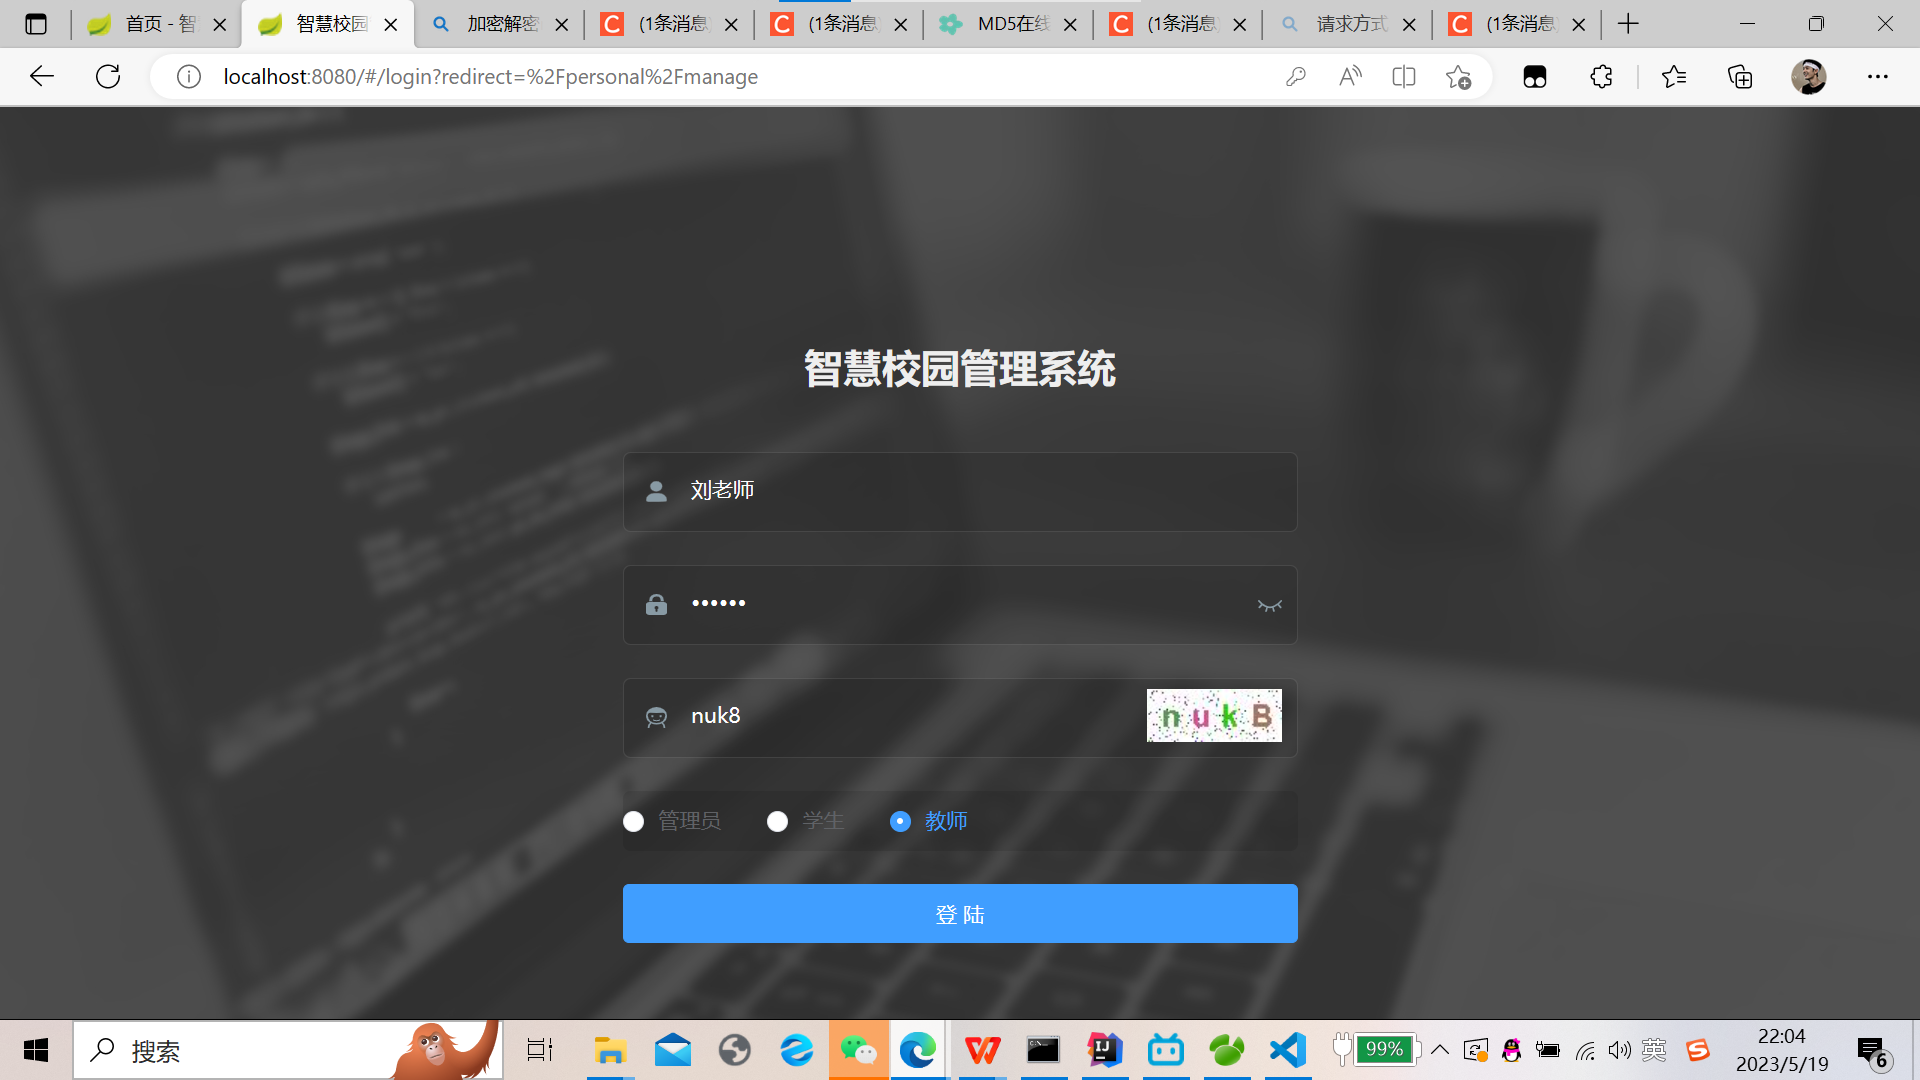 首页 - 智
智慧校园
加密解密
(1条消息
(1条消息
MD5在线
(1条消息
请求方式
(1条消息
localhost:8080/#/login?redirect=%2Fpersonal%2Fmanage
智慧校园管理系统
刘老师
••••••
nuk8
nukB
管理员 学生 教师
登 陆
搜索
99%
英
22:04
2023/5/19
6